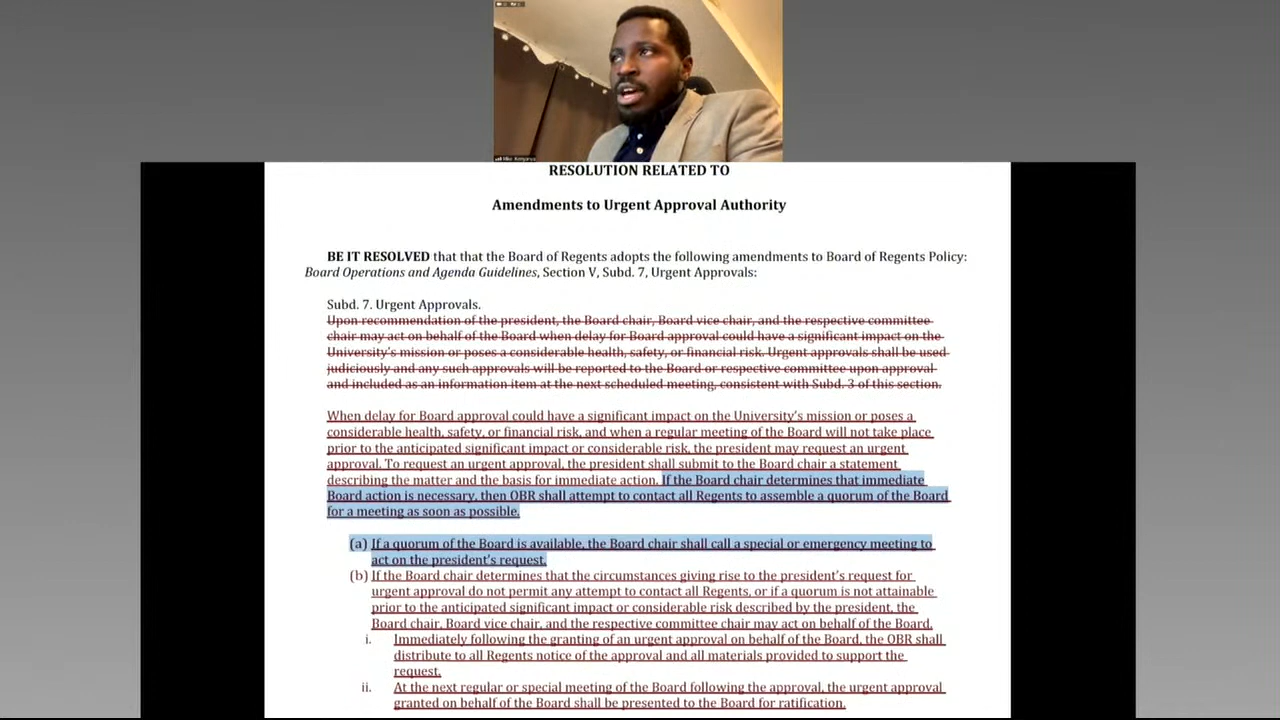 RESOLUTION RELATED TO
Amendments to Urgent Approval Authority
BE IT RESOLVED that that the Board of Regents adopts the following amendments to Board of Regents Policy:
Board Operations and Agenda Guidelines, Section V, Subd. 7, Urgent Approvals:
Subd. 7. Urgent Approvals.
Upon recommendation of the president, the Board chair, Board vice chair, and the respective committee
chair may act on behalf of the Board when delay for Board approval could have a significant impact on the
University's mission or poses a considerable health, safety, or financial risk. Urgent approvals shall be used
judiciously and any such approvals will be reported to the Board or respective committee upon approval
and included as an information item at the next scheduled meeting, consistent with Subd. 3 of this section.
When delay for Board approval could have a significant impact on the University's mission or poses a
considerable health, safety, or financial risk, and when a regular meeting of the Board will not take place
prior to the anticipated significant impact or considerable risk, the president may request an urgent
approval. To request an urgent approval, the president shall submit to the Board chair a statement
describing the matter and the basis for immediate action. If the Board chair determines that immediate
Board action is necessary, then OBR shall attempt to contact all Regents to assemble a quorum of the Board
for a meeting as soon as possible.
(a) If a quorum of the Board is available, the Board chair shall call a special or emergency meeting to
act on the president's request.
(b) If the Board chair determines that the circumstances giving rise to the president's request for
urgent approval do not permit any attempt to contact all Regents, or if a quorum is not attainable
prior to the anticipated significant impact or considerable risk described by the president, the
Board chair, Board vice chair, and the respective committee chair may act on behalf of the Board.
i. Immediately following the granting of an urgent approval on behalf of the Board, the OBR shall
distribute to all Regents notice of the approval and all materials provided to support the
request.
ii. At the next regular or special meeting of the Board following the approval, the urgent approval
granted on behalf of the Board shall be presented to the Board for ratification.